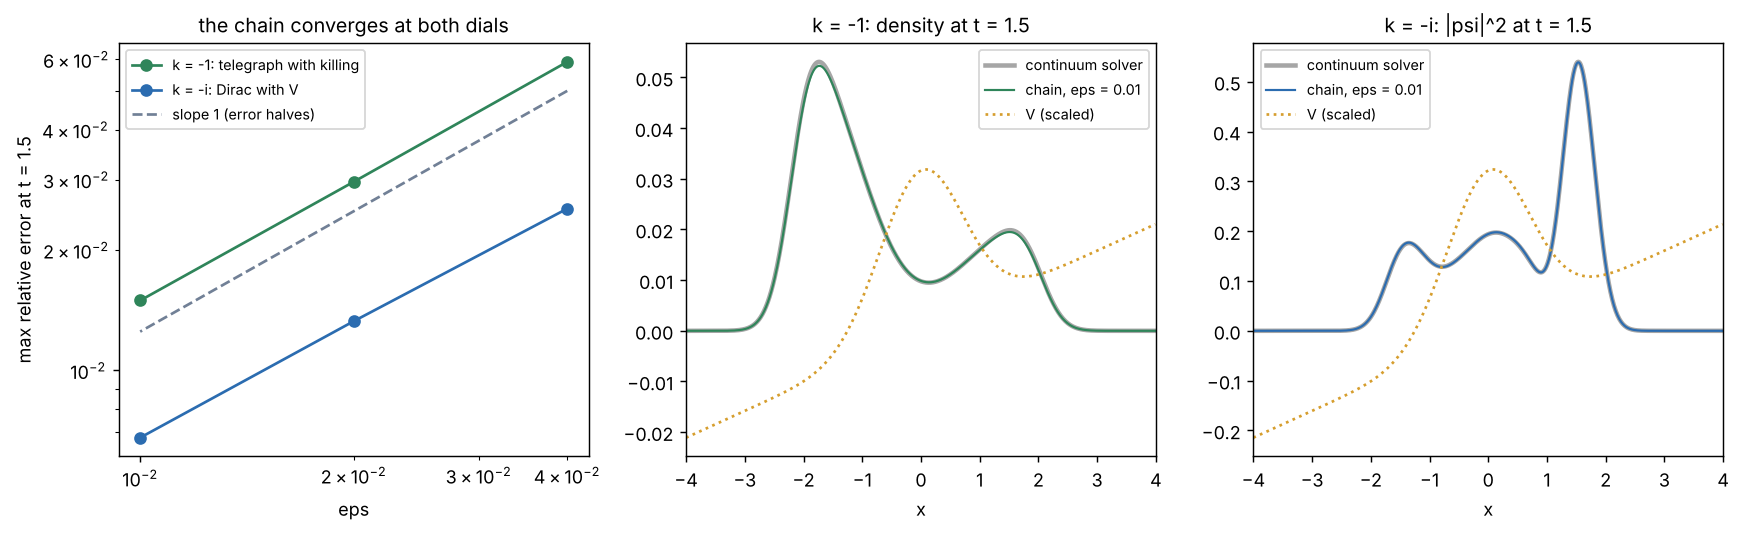 the chain converges at both dials
k = -1: telegraph with killing
k = -i: Dirac with V
slope 1 (error halves)
max relative error at t = 1.5
6 × 10⁻²
4 × 10⁻²
3 × 10⁻²
2 × 10⁻²
10⁻²
10⁻²
2 × 10⁻²
3 × 10⁻²
4 × 10⁻²
eps
k = -1: density at t = 1.5
continuum solver
chain, eps = 0.01
V (scaled)
0.05
0.04
0.03
0.02
0.01
0.00
−0.01
−0.02
−4 −3 −2 −1 0 1 2 3 4
x
k = -i: |psi|^2 at t = 1.5
continuum solver
chain, eps = 0.01
V (scaled)
0.5
0.4
0.3
0.2
0.1
0.0
−0.1
−0.2
−4 −3 −2 −1 0 1 2 3 4
x